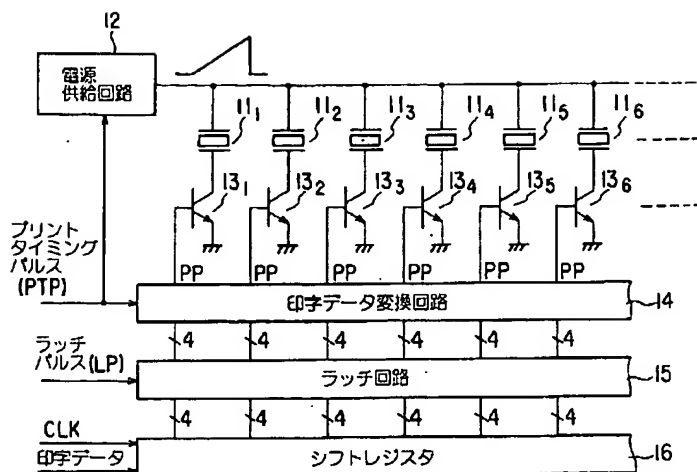 12
電源
供給回路
11₁ 11₂ 11₃ 11₄ 11₅ 11₆
13₁ 13₂ 13₃ 13₄ 13₅ 13₆
プリント
タイミング
パルス
(PTP)
PP PP PP PP PP PP
印字データ変換回路 14
4 4 4 4 4 4
ラッチ
パルス(LP)
ラッチ回路 15
4 4 4 4 4 4
CLK
印字データ
シフトレジスタ 16